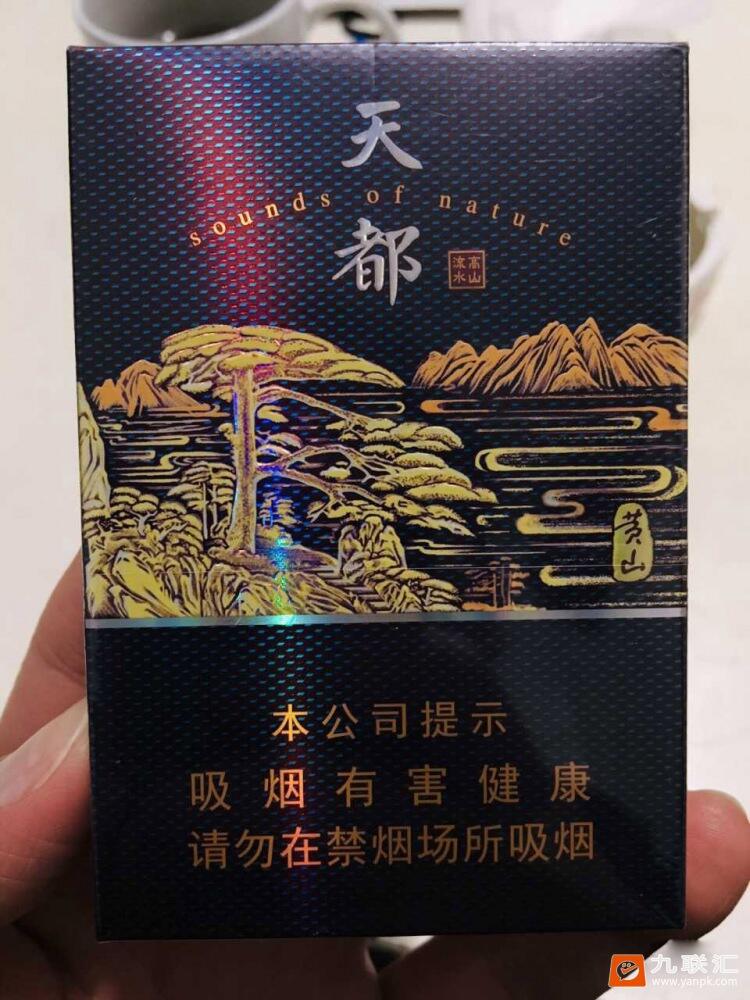 天
sounds of nature
都
高山
流水
黄山
本公司提示
吸烟有害健康
请勿在禁烟场所吸烟
九联汇
www.yanpk.com